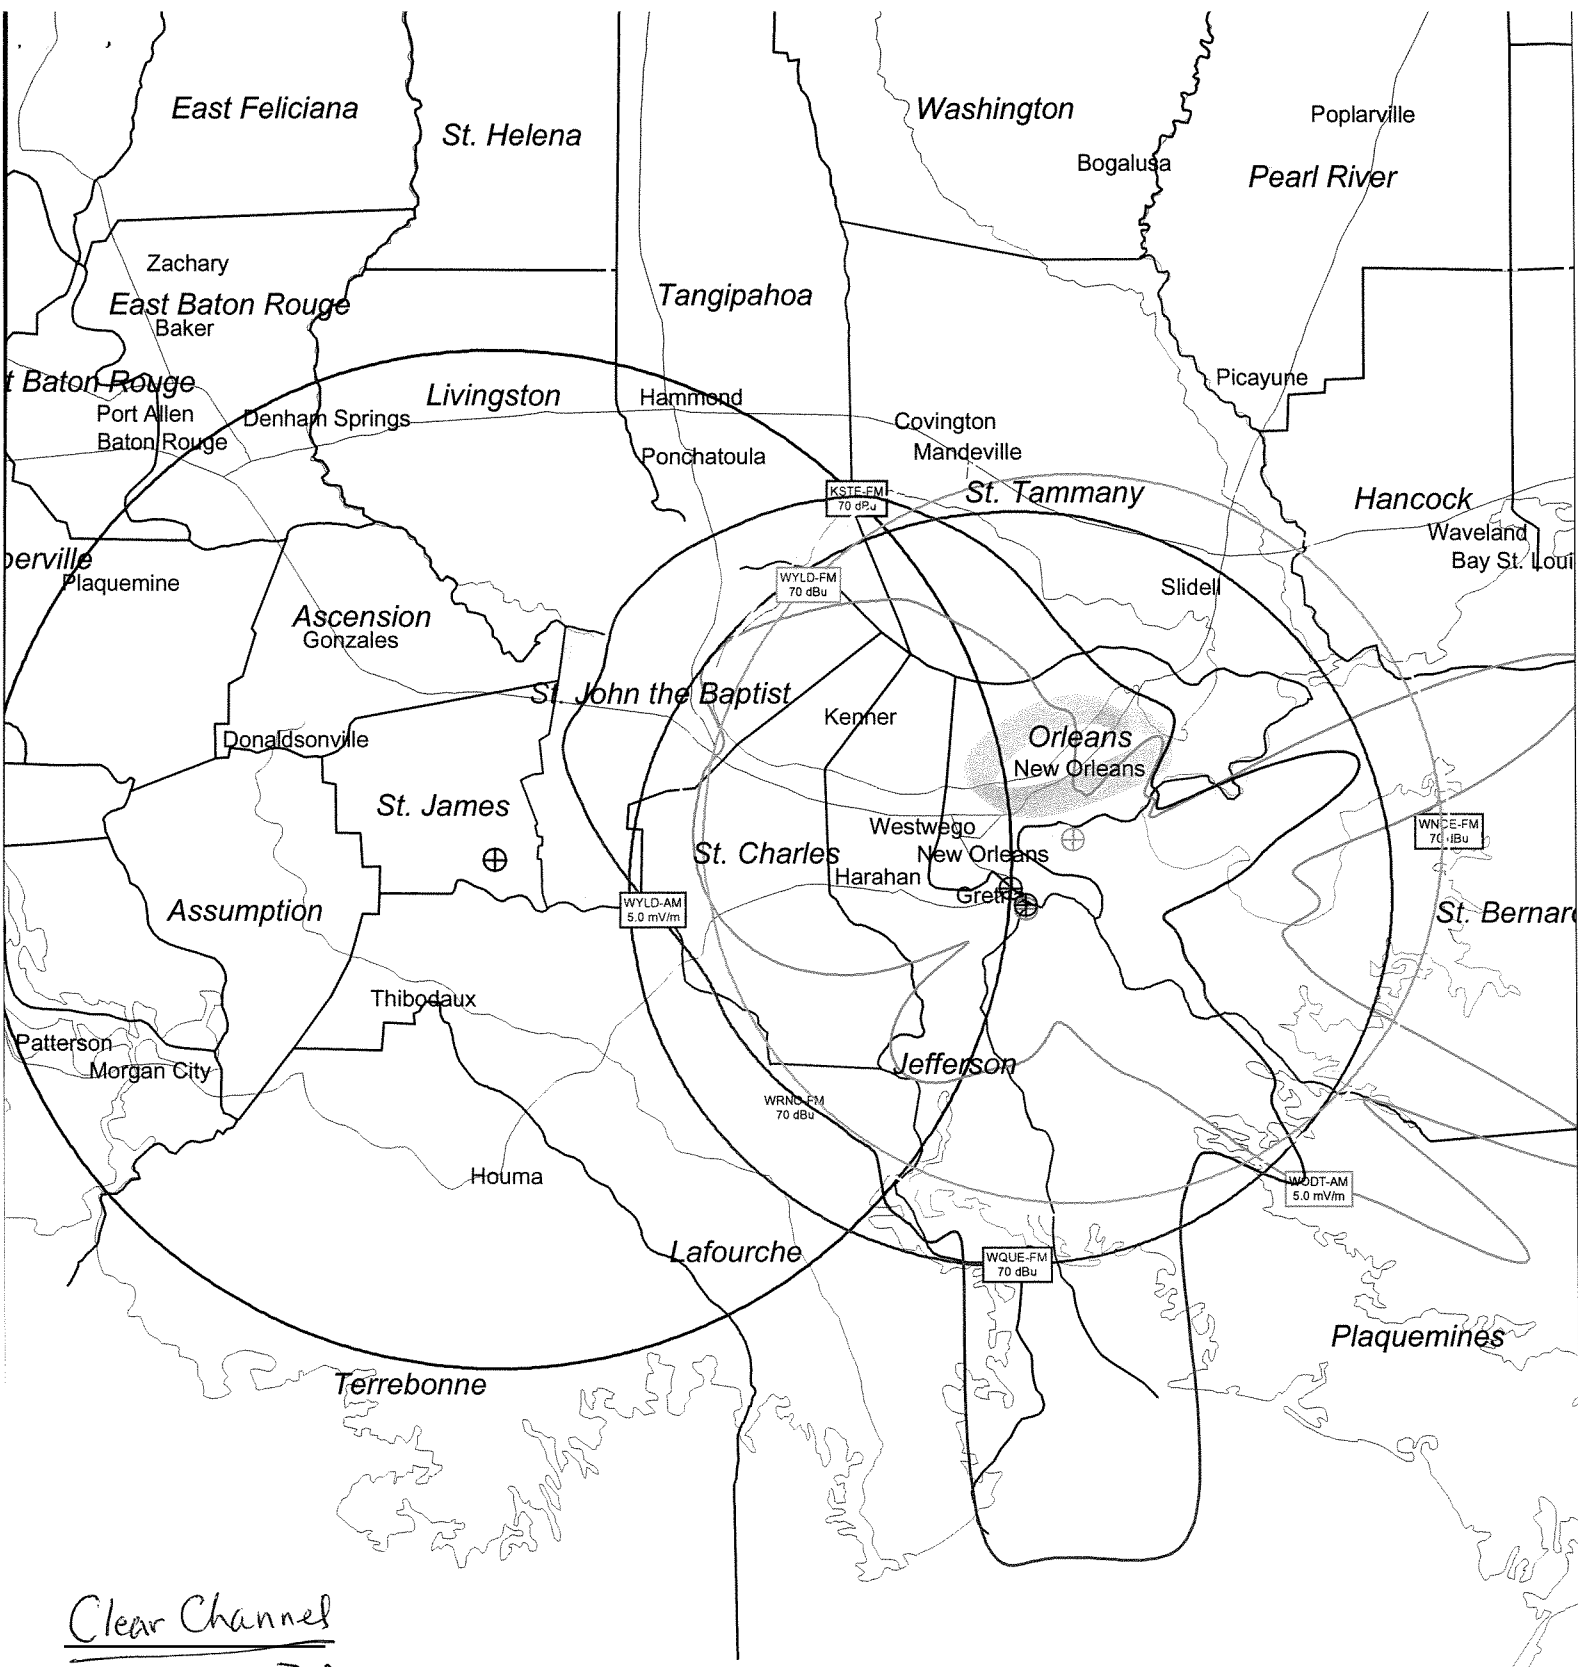 East Feliciana
St. Helena
Washington
Poplarville
Bogalusa
Pearl River
Zachary
East Baton Rouge
Baker
Tangipahoa
t Baton Rouge
Port Allen
Baton Rouge
Denham Springs
Livingston
Hammond
Picayune
Covington
Mandeville
Ponchatoula
KSTE-FM
70 dBu
St. Tammany
Hancock
Waveland
Bay St. Loui
berville
Plaquemine
WYLD-FM
70 dBu
Slidell
Ascension
Gonzales
St. John the Baptist
Kenner
Donaldsonville
Orleans
New Orleans
St. James
Westwego
New Orleans
St. Charles
Harahan
Gretna
WNOE-FM
70 dBu
Assumption
WYLD-AM
5.0 mV/m
St. Bernard
Thibodaux
Patterson
Morgan City
Jefferson
WRNO-FM
70 dBu
Houma
WODT-AM
5.0 mV/m
Lafourche
WQUE-FM
70 dBu
Plaquemines
Terrebonne
Clear Channel